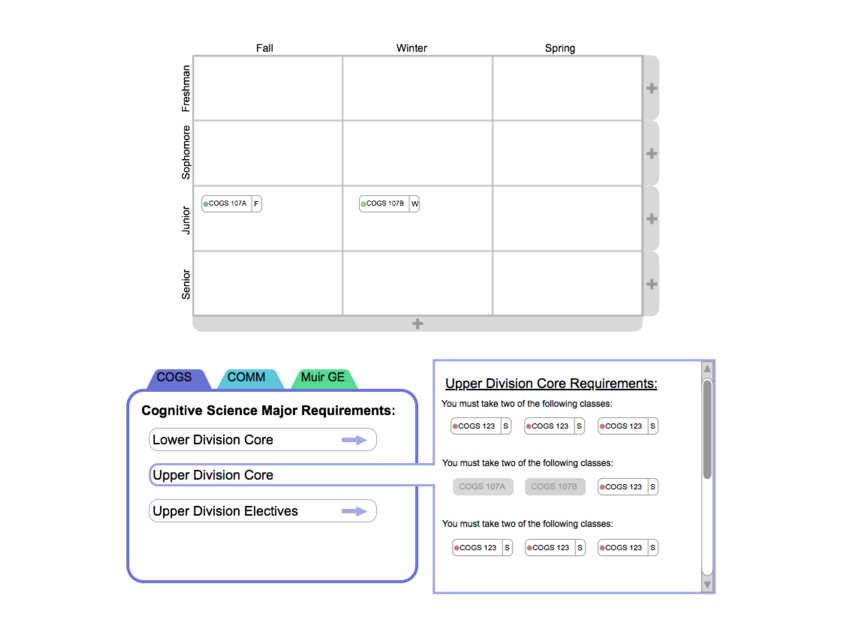 Fall Winter Spring
Freshman
Sophomore
Junior
COGS 107A F COGS 107B W
Senior
COGS COMM Muir GE
Cognitive Science Major Requirements:
Lower Division Core
Upper Division Core
Upper Division Electives
Upper Division Core Requirements:
You must take two of the following classes:
COGS 123 S COGS 123 S COGS 123 S
You must take two of the following classes:
COGS 107A COGS 107B COGS 123 S
You must take two of the following classes:
COGS 123 S COGS 123 S COGS 123 S